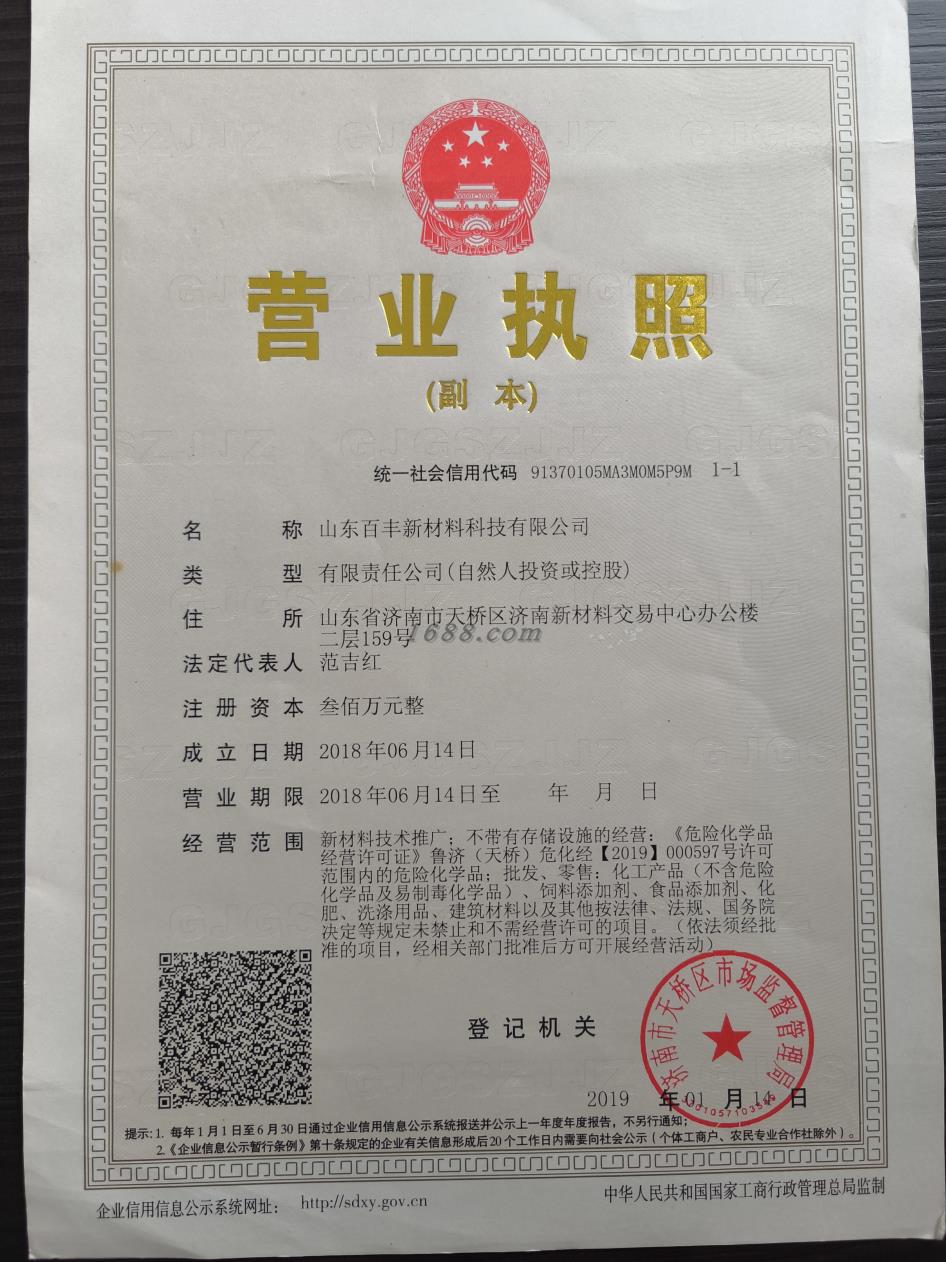 营业执照
(副 本)
统一社会信用代码 91370105MA3M0M5P9M 1-1
名 称 山东百丰新材料科技有限公司
类 型 有限责任公司(自然人投资或控股)
住 所 山东省济南市天桥区济南新材料交易中心办公楼
二层159号
1688.com
法定代表人 范吉红
注册资本 叁佰万元整
成立日期 2018年06月14日
营业期限 2018年06月14日至 年 月 日
经营范围 新材料技术推广；不带有存储设施的经营；《危险化学品
经营许可证》鲁济（天桥）危化经【2019】000597号许可
范围内的危险化学品；批发、零售：化工产品（不含危险
化学品及易制毒化学品）、饲料添加剂、食品添加剂、化
肥、洗涤用品、建筑材料以及其他按法律、法规、国务院
决定等规定未禁止和不需经营许可的项目。（依法须经批
准的项目，经相关部门批准后方可开展经营活动）
济南市天桥区市场监督管理局
登记机关
2019 年01 月 14 日
提示：1. 每年1月1日至6月30日通过企业信用信息公示系统报送并公示上一年度年度报告，不另行通知；
2.《企业信息公示暂行条例》第十条规定的企业有关信息形成后20个工作日内需要向社会公示（个体工商户、农民专业合作社除外）。
企业信用信息公示系统网址： http://sdxy.gov.cn
中华人民共和国国家工商行政管理总局监制